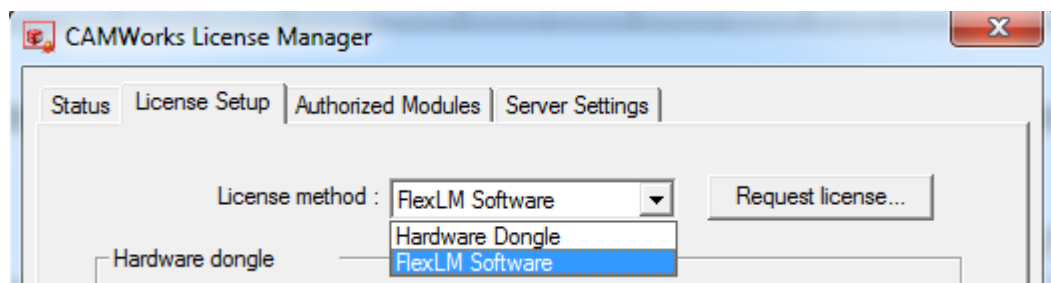 CAMWorks License Manager
Status License Setup Authorized Modules Server Settings
License method : FlexLM Software Request license...
Hardware Dongle
FlexLM Software
Hardware dongle